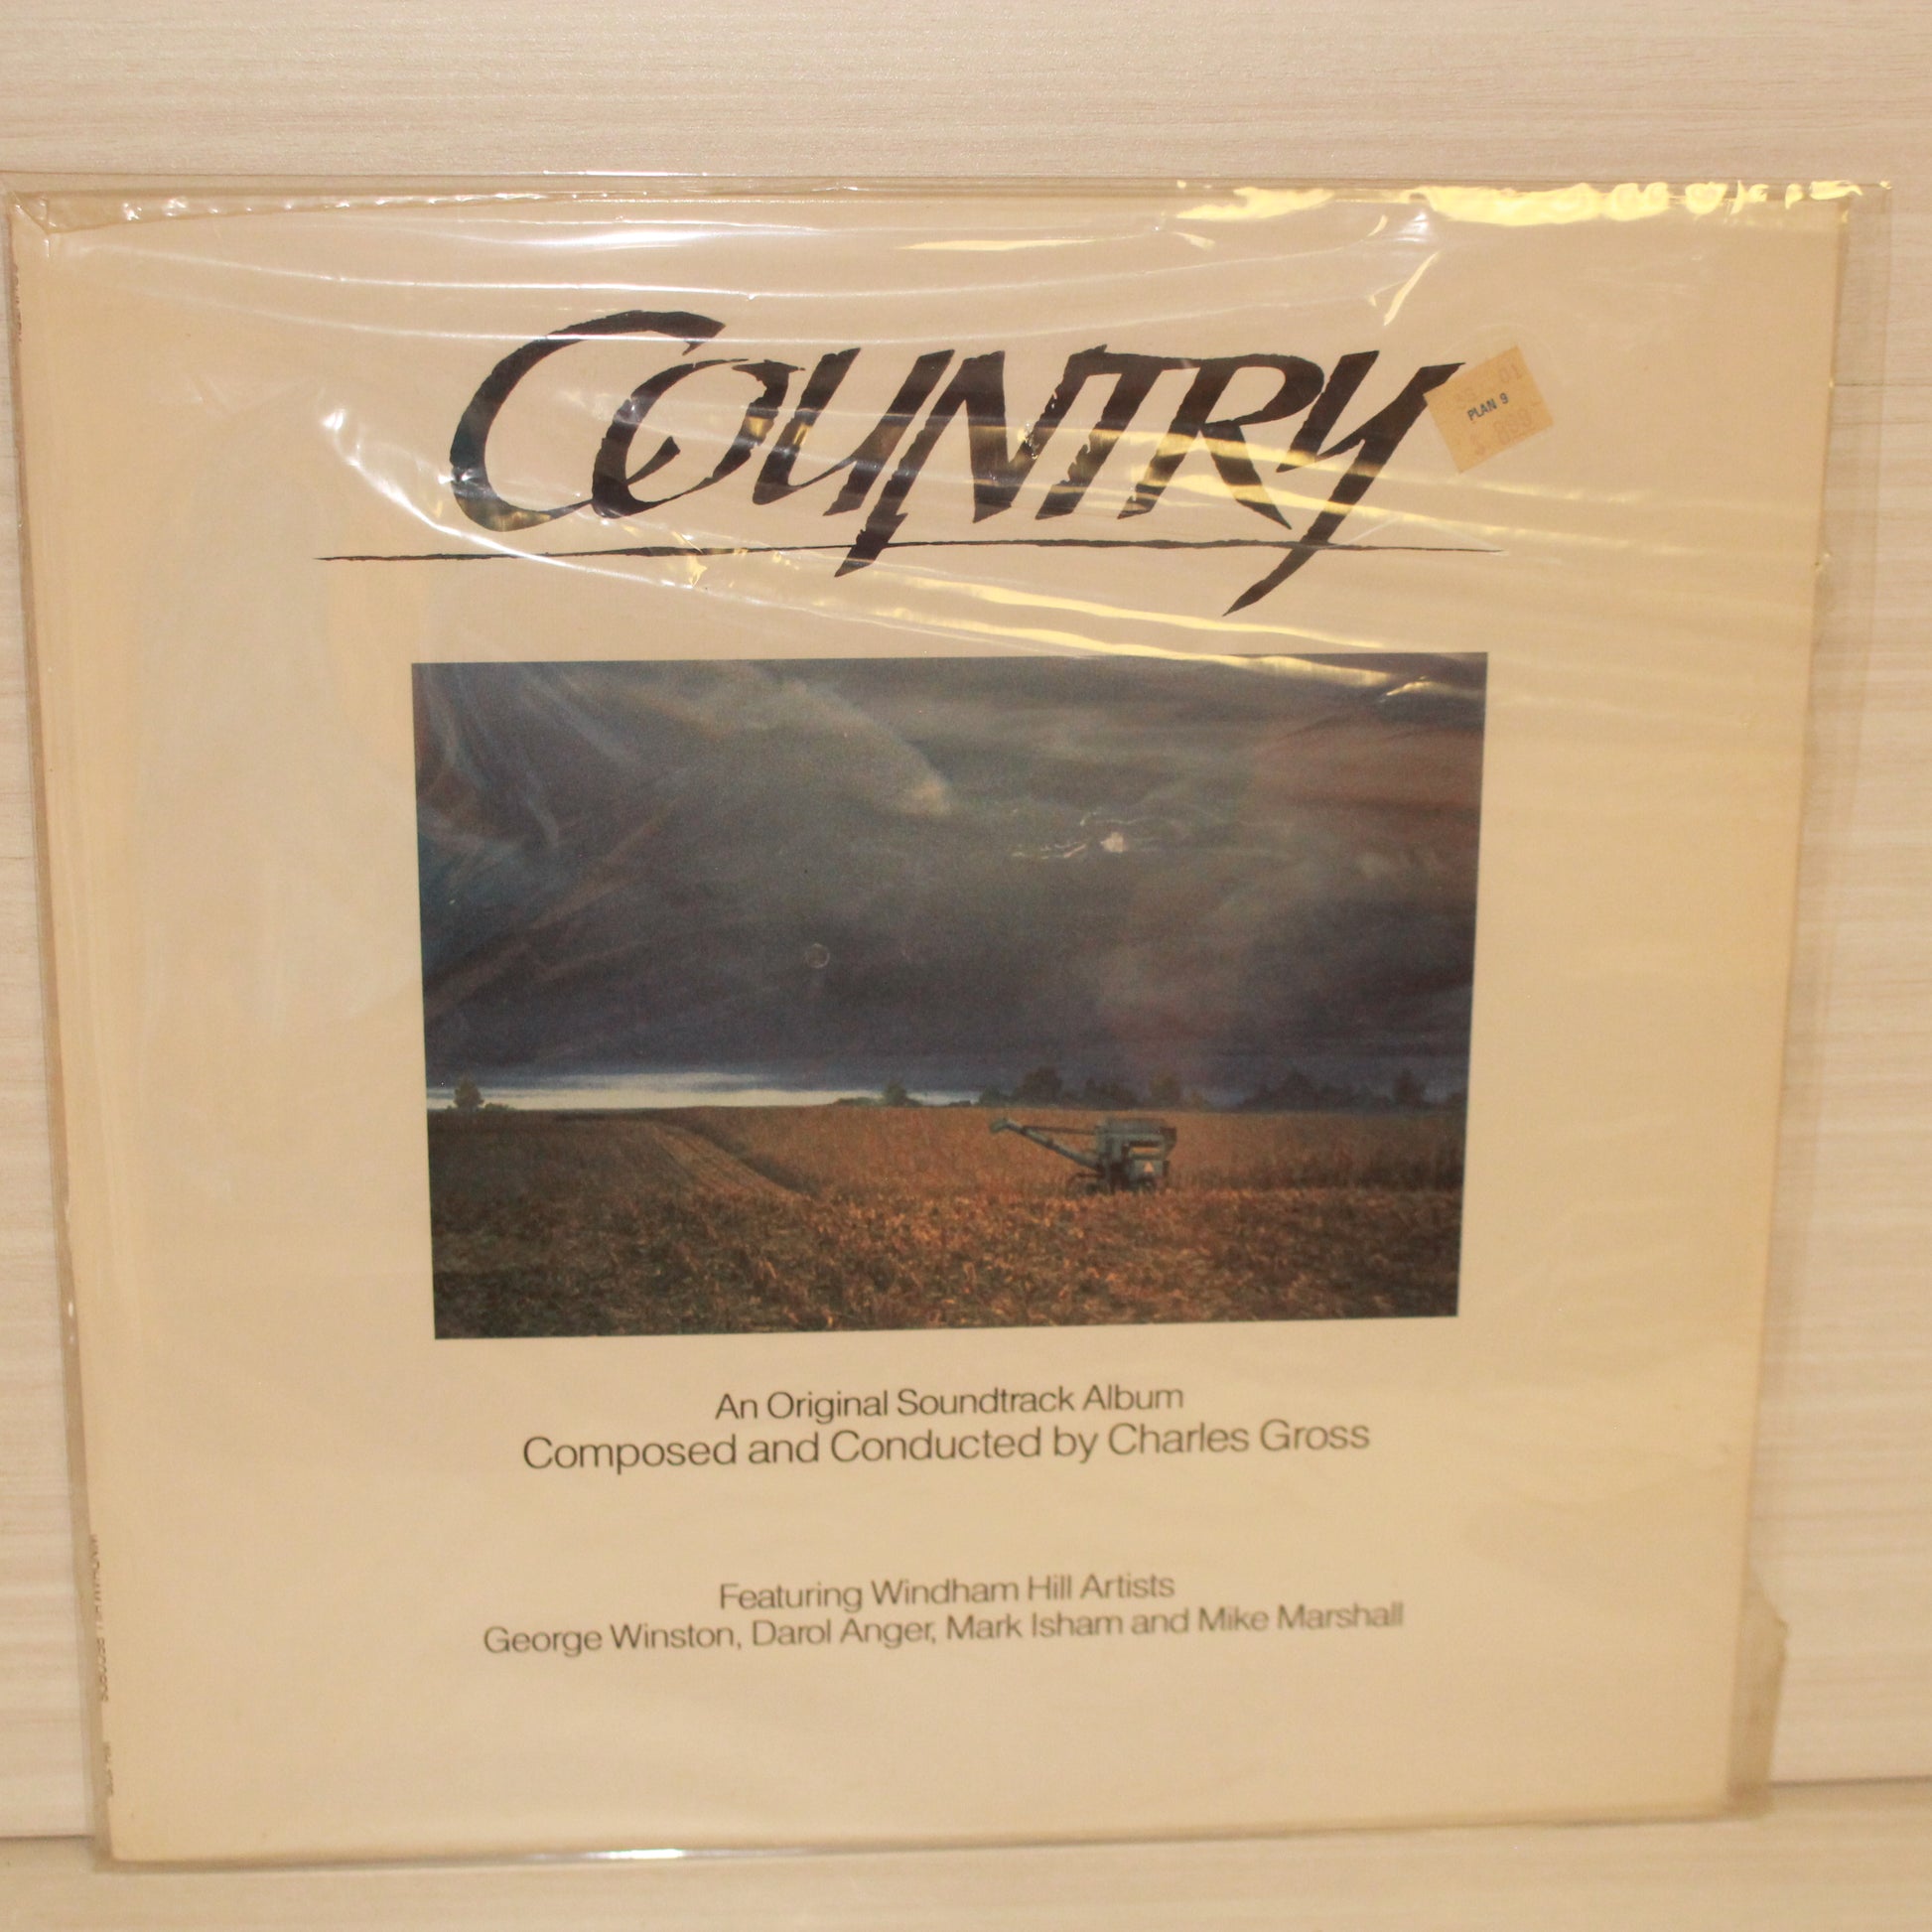 COUNTRY
PLAN 9
An Original Soundtrack Album
Composed and Conducted by Charles Gross
Featuring Windham Hill Artists
George Winston, Darol Anger, Mark Isham and Mike Marshall